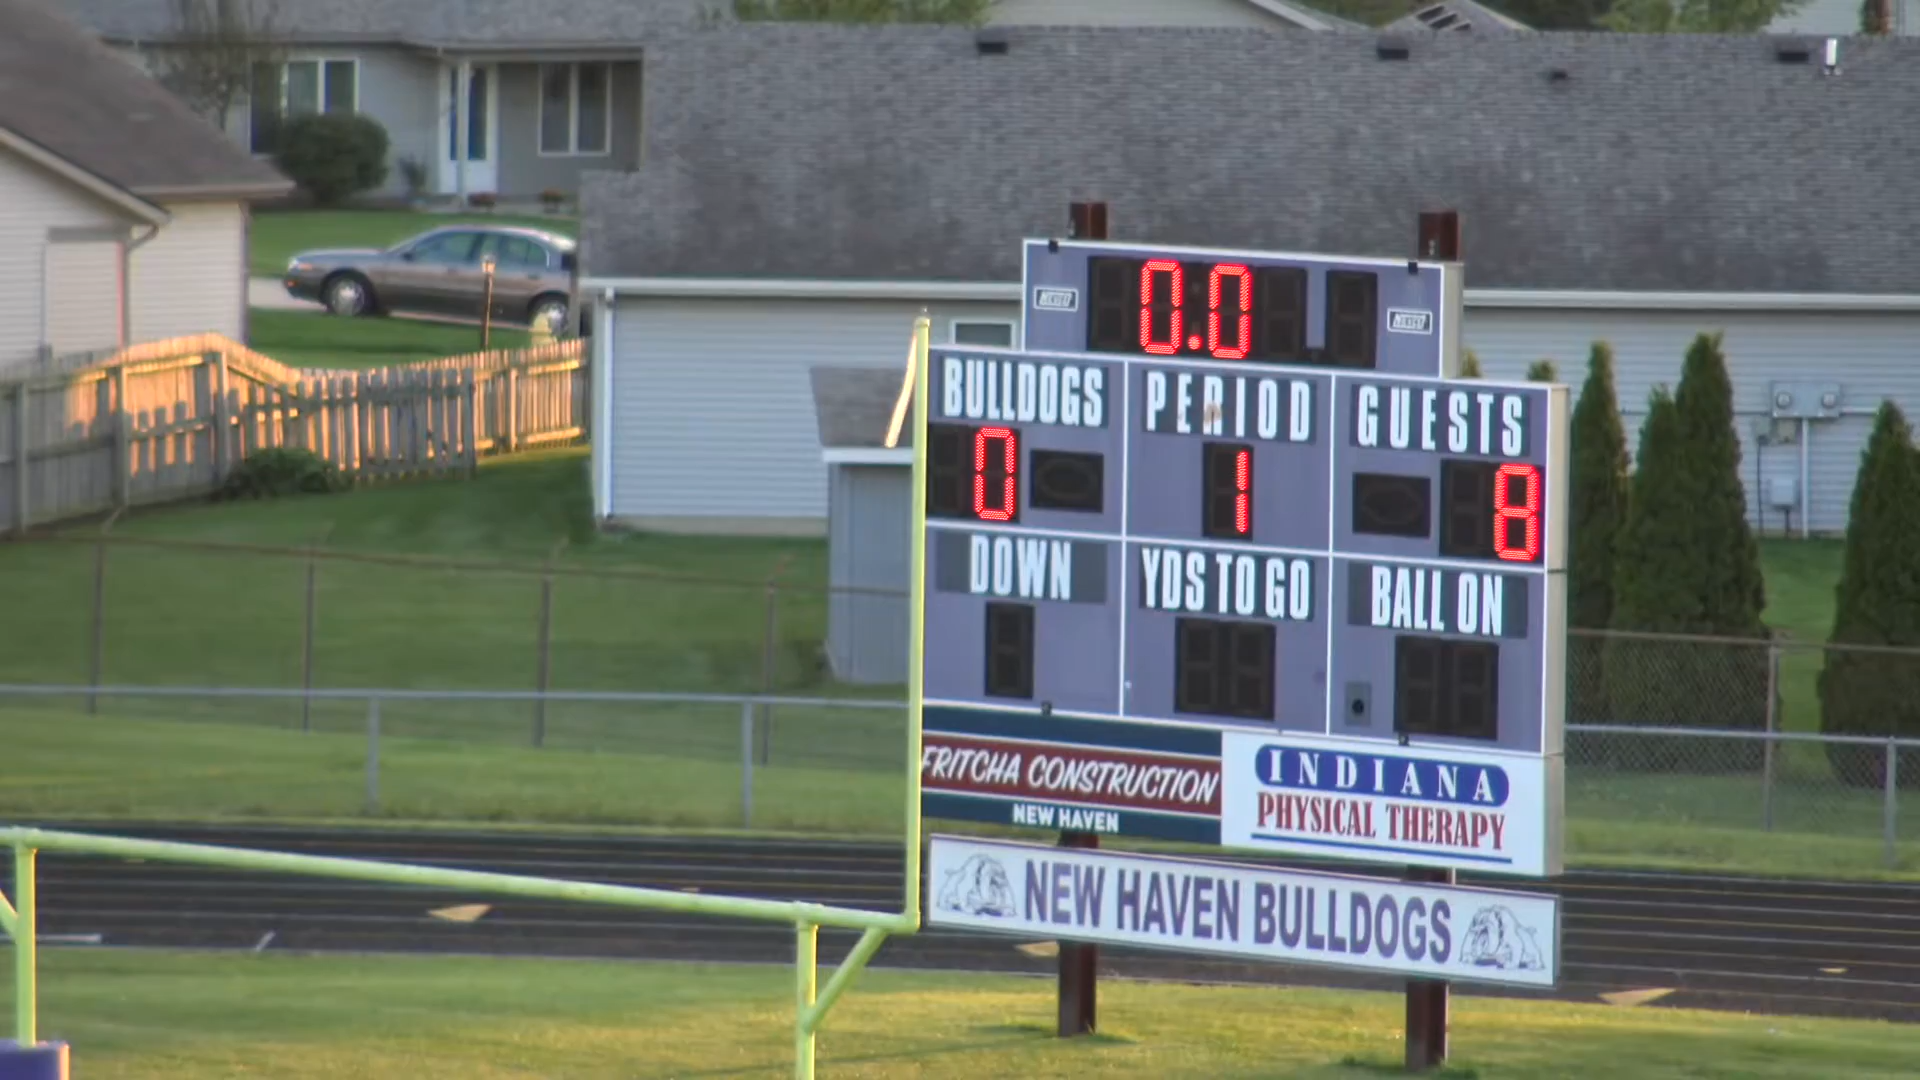 0.0
BULLDOGS PERIOD GUESTS
0 1 8
DOWN YDS TO GO BALL ON
FRITCHA CONSTRUCTION
NEW HAVEN
INDIANA
PHYSICAL THERAPY
NEW HAVEN BULLDOGS